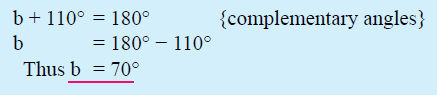 b + 110° = 180° {complementary angles}
b = 180° − 110°
Thus b = 70°